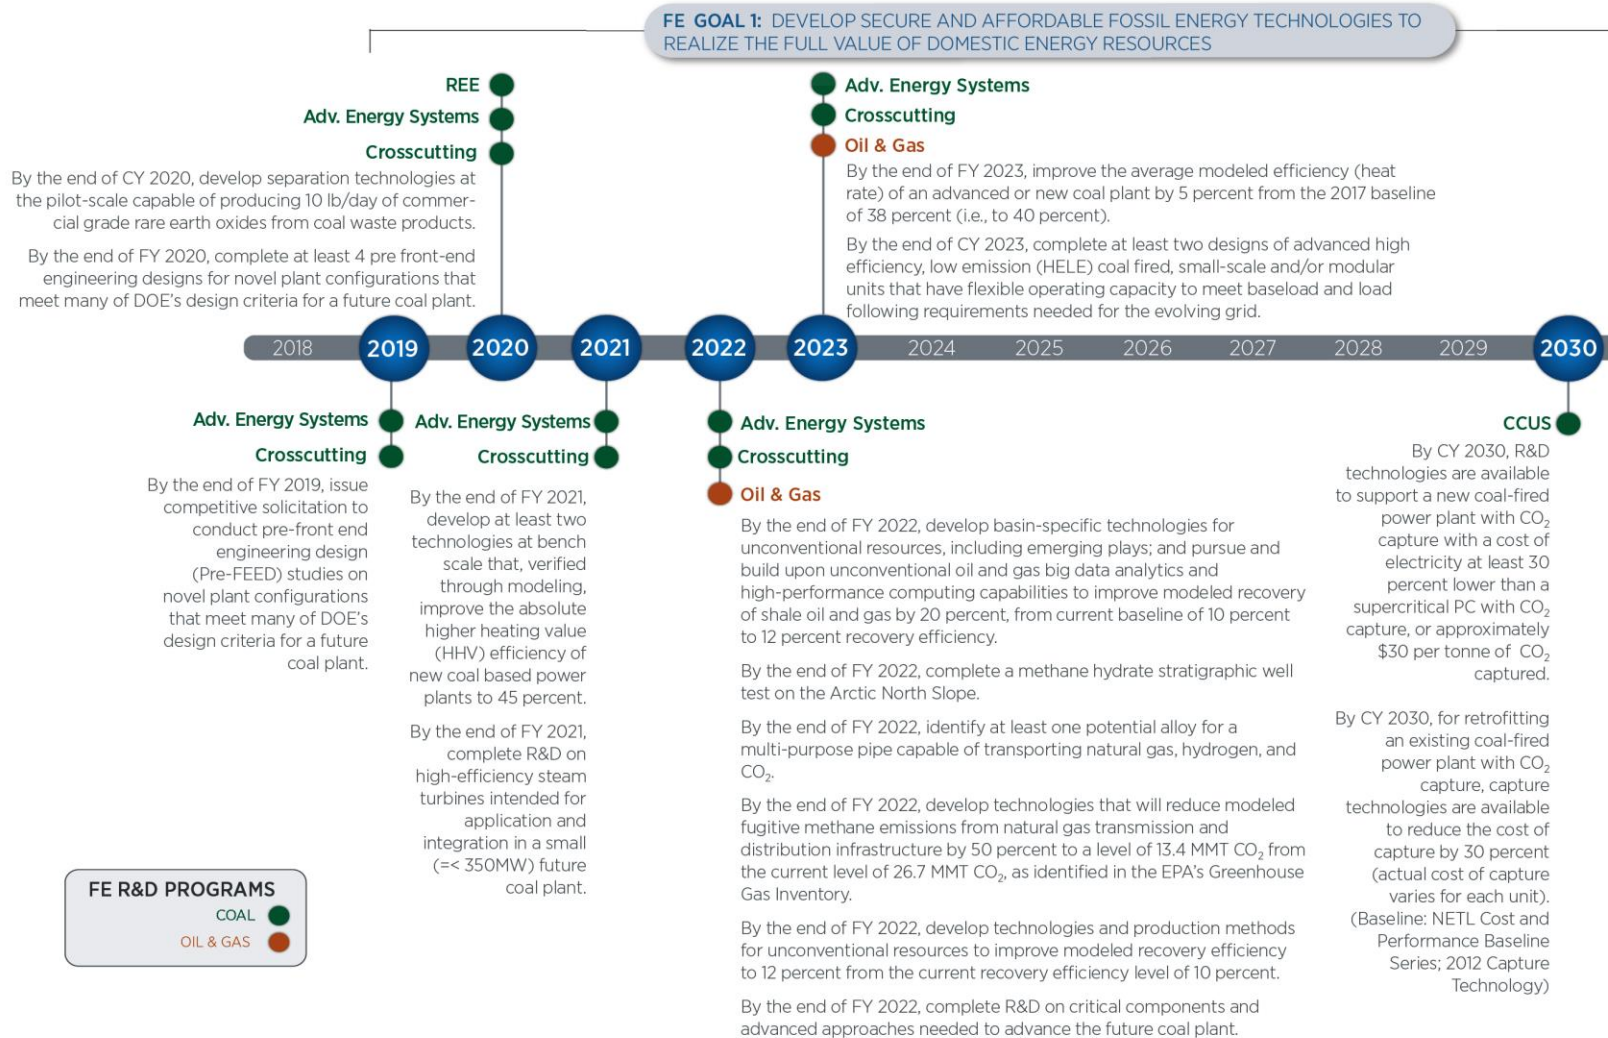 FE GOAL 1: DEVELOP SECURE AND AFFORDABLE FOSSIL ENERGY TECHNOLOGIES TO
REALIZE THE FULL VALUE OF DOMESTIC ENERGY RESOURCES
REE
Adv. Energy Systems
Crosscutting
By the end of CY 2020, develop separation technologies at
the pilot-scale capable of producing 10 lb/day of commer-
cial grade rare earth oxides from coal waste products.
By the end of FY 2020, complete at least 4 pre front-end
engineering designs for novel plant configurations that
meet many of DOE's design criteria for a future coal plant.
Adv. Energy Systems
Crosscutting
Oil & Gas
By the end of FY 2023, improve the average modeled efficiency (heat
rate) of an advanced or new coal plant by 5 percent from the 2017 baseline
of 38 percent (i.e., to 40 percent).
By the end of CY 2023, complete at least two designs of advanced high
efficiency, low emission (HELE) coal fired, small-scale and/or modular
units that have flexible operating capacity to meet baseload and load
following requirements needed for the evolving grid.
2018 2019 2020 2021 2022 2023 2024 2025 2026 2027 2028 2029 2030
Adv. Energy Systems
Crosscutting
By the end of FY 2019, issue
competitive solicitation to
conduct pre-front end
engineering design
(Pre-FEED) studies on
novel plant configurations
that meet many of DOE's
design criteria for a future
coal plant.
Adv. Energy Systems
Crosscutting
By the end of FY 2021,
develop at least two
technologies at bench
scale that, verified
through modeling,
improve the absolute
higher heating value
(HHV) efficiency of
new coal based power
plants to 45 percent.
By the end of FY 2021,
complete R&D on
high-efficiency steam
turbines intended for
application and
integration in a small
(=< 350MW) future
coal plant.
Adv. Energy Systems
Crosscutting
Oil & Gas
By the end of FY 2022, develop basin-specific technologies for
unconventional resources, including emerging plays; and pursue and
build upon unconventional oil and gas big data analytics and
high-performance computing capabilities to improve modeled recovery
of shale oil and gas by 20 percent, from current baseline of 10 percent
to 12 percent recovery efficiency.
By the end of FY 2022, complete a methane hydrate stratigraphic well
test on the Arctic North Slope.
By the end of FY 2022, identify at least one potential alloy for a
multi-purpose pipe capable of transporting natural gas, hydrogen, and
CO₂.
By the end of FY 2022, develop technologies that will reduce modeled
fugitive methane emissions from natural gas transmission and
distribution infrastructure by 50 percent to a level of 13.4 MMT CO₂ from
the current level of 26.7 MMT CO₂, as identified in the EPA's Greenhouse
Gas Inventory.
By the end of FY 2022, develop technologies and production methods
for unconventional resources to improve modeled recovery efficiency
to 12 percent from the current recovery efficiency level of 10 percent.
By the end of FY 2022, complete R&D on critical components and
advanced approaches needed to advance the future coal plant.
CCUS
By CY 2030, R&D
technologies are available
to support a new coal-fired
power plant with CO₂
capture with a cost of
electricity at least 30
percent lower than a
supercritical PC with CO₂
capture, or approximately
$30 per tonne of CO₂
captured.
By CY 2030, for retrofitting
an existing coal-fired
power plant with CO₂
capture, capture
technologies are available
to reduce the cost of
capture by 30 percent
(actual cost of capture
varies for each unit).
(Baseline: NETL Cost and
Performance Baseline
Series; 2012 Capture
Technology)
FE R&D PROGRAMS
COAL
OIL & GAS